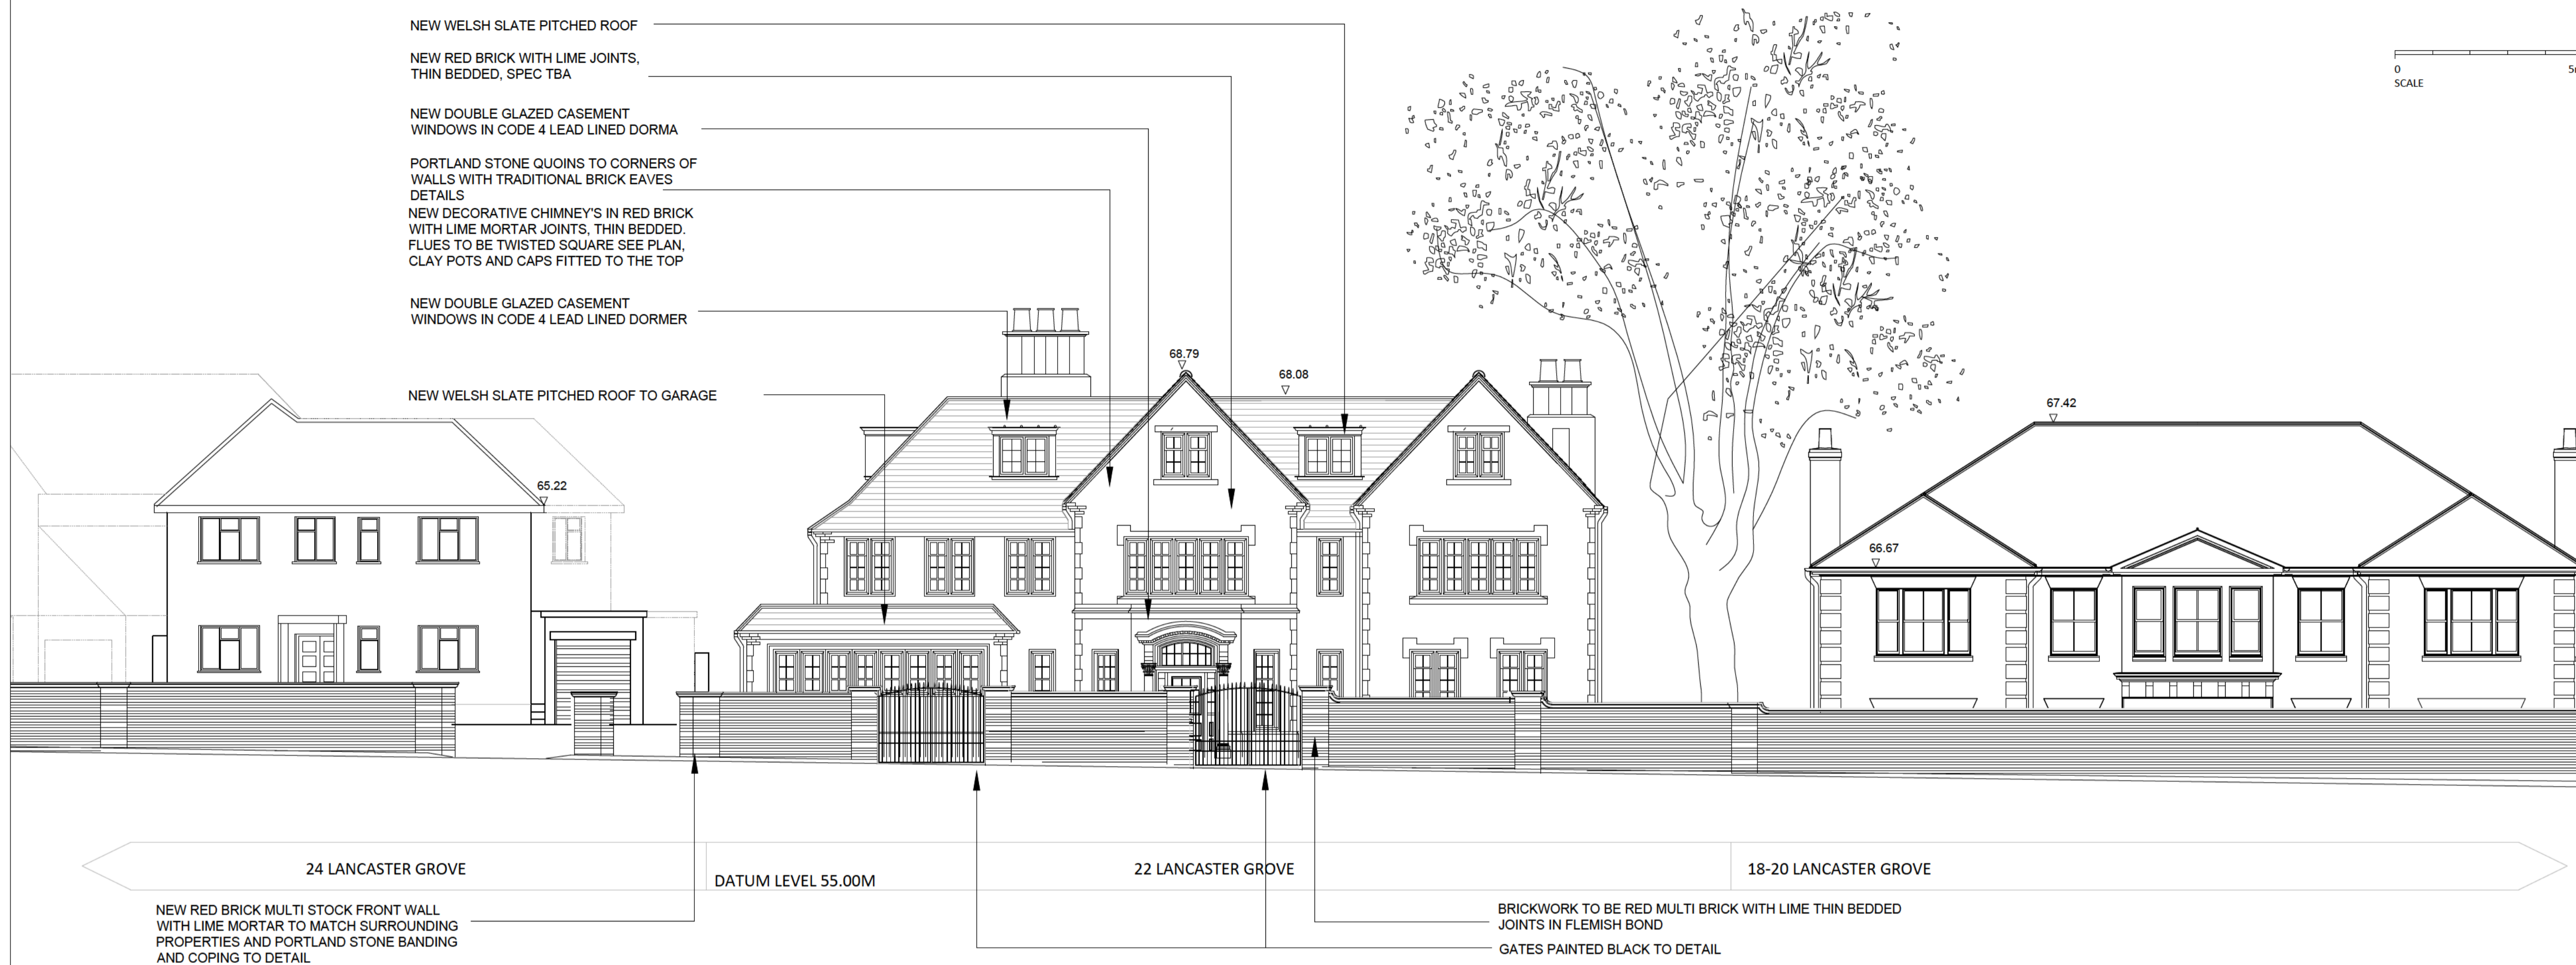 NEW WELSH SLATE PITCHED ROOF
NEW RED BRICK WITH LIME JOINTS,
THIN BEDDED, SPEC TBA
NEW DOUBLE GLAZED CASEMENT
WINDOWS IN CODE 4 LEAD LINED DORMA
PORTLAND STONE QUOINS TO CORNERS OF
WALLS WITH TRADITIONAL BRICK EAVES
DETAILS
NEW DECORATIVE CHIMNEY'S IN RED BRICK
WITH LIME MORTAR JOINTS, THIN BEDDED.
FLUES TO BE TWISTED SQUARE SEE PLAN,
CLAY POTS AND CAPS FITTED TO THE TOP
NEW DOUBLE GLAZED CASEMENT
WINDOWS IN CODE 4 LEAD LINED DORMER
NEW WELSH SLATE PITCHED ROOF TO GARAGE
0
SCALE
68.79
68.08
67.42
65.22
66.67
24 LANCASTER GROVE
DATUM LEVEL 55.00M
22 LANCASTER GROVE
18-20 LANCASTER GROVE
NEW RED BRICK MULTI STOCK FRONT WALL
WITH LIME MORTAR TO MATCH SURROUNDING
PROPERTIES AND PORTLAND STONE BANDING
AND COPING TO DETAIL
BRICKWORK TO BE RED MULTI BRICK WITH LIME THIN BEDDED
JOINTS IN FLEMISH BOND
GATES PAINTED BLACK TO DETAIL